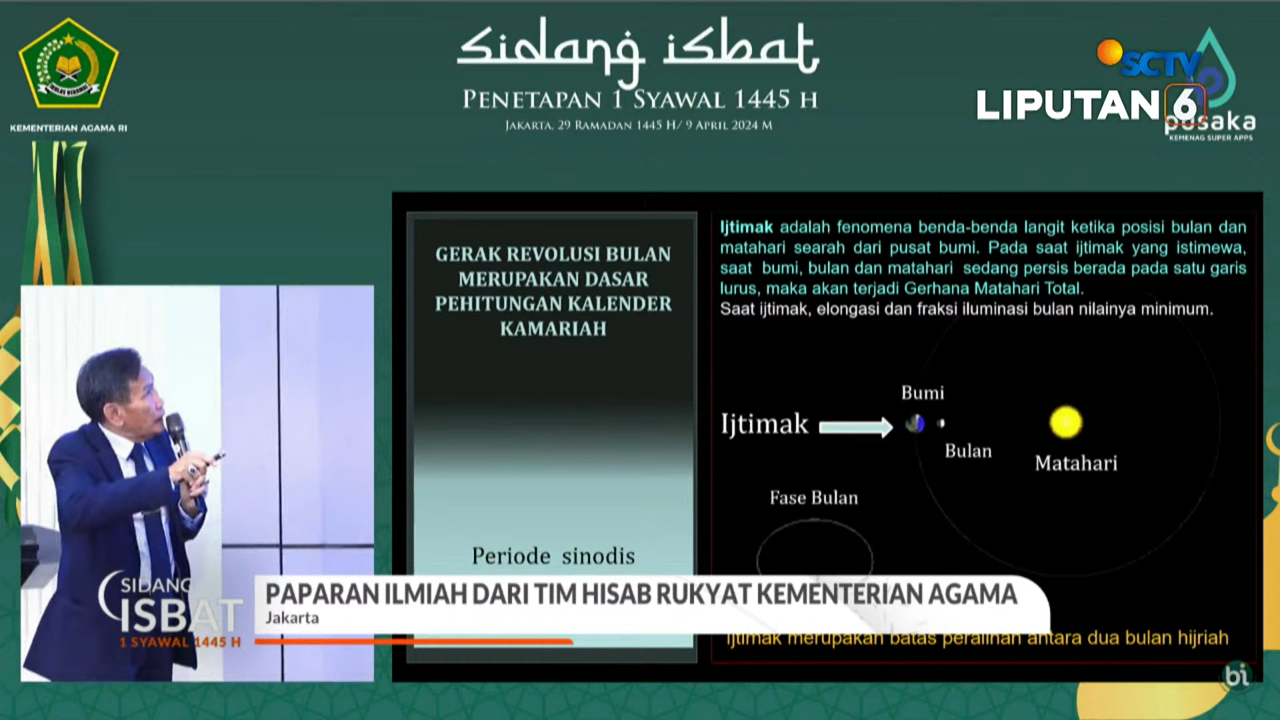 sidang isbat
PENETAPAN 1 SYAWAL 1445 H
JAKARTA, 29 RAMADAN 1445 H/ 9 APRIL 2024 M
KEMENTERIAN AGAMA RI
SCTV
LIPUTAN 6
pusaka
KEMENAG SUPER APPS
GERAK REVOLUSI BULAN
MERUPAKAN DASAR
PEHITUNGAN KALENDER
KAMARIAH
Periode sinodis
Ijtimak adalah fenomena benda-benda langit ketika posisi bulan dan
matahari searah dari pusat bumi. Pada saat ijtimak yang istimewa,
saat bumi, bulan dan matahari sedang persis berada pada satu garis
lurus, maka akan terjadi Gerhana Matahari Total.
Saat ijtimak, elongasi dan fraksi iluminasi bulan nilainya minimum.
Bumi
Ijtimak
Bulan
Matahari
Fase Bulan
Ijtimak merupakan batas peralihan antara dua bulan hijriah
SIDANG
ISBAT
1 SYAWAL 1445 H
PAPARAN ILMIAH DARI TIM HISAB RUKYAT KEMENTERIAN AGAMA
Jakarta
bi